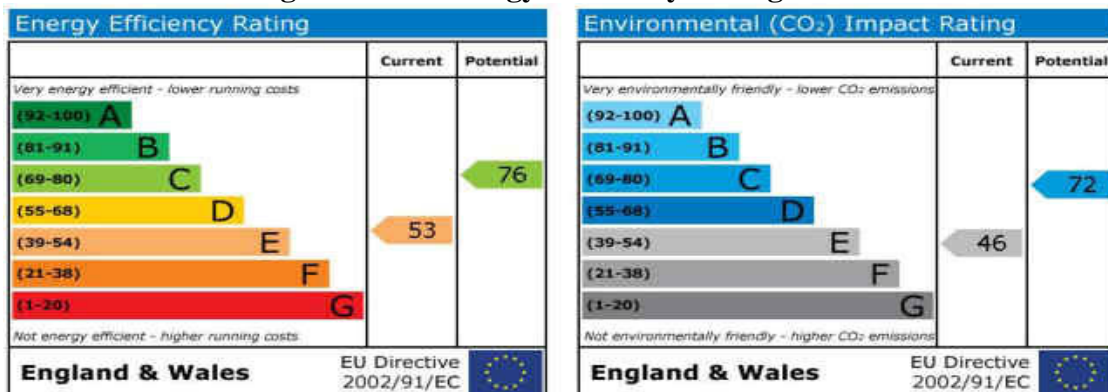 Energy Efficiency Rating
Current Potential
Very energy efficient - lower running costs
(92-100) A
(81-91) B
(69-80) C
(55-68) D
(39-54) E
(21-38) F
(1-20) G
76
53
Not energy efficient - higher running costs
England & Wales
EU Directive
2002/91/EC
Environmental (CO₂) Impact Rating
Current Potential
Very environmentally friendly - lower CO₂ emissions
(92-100) A
(81-91) B
(69-80) C
(55-68) D
(39-54) E
(21-38) F
(1-20) G
72
46
Not environmentally friendly - higher CO₂ emissions
England & Wales
EU Directive
2002/91/EC